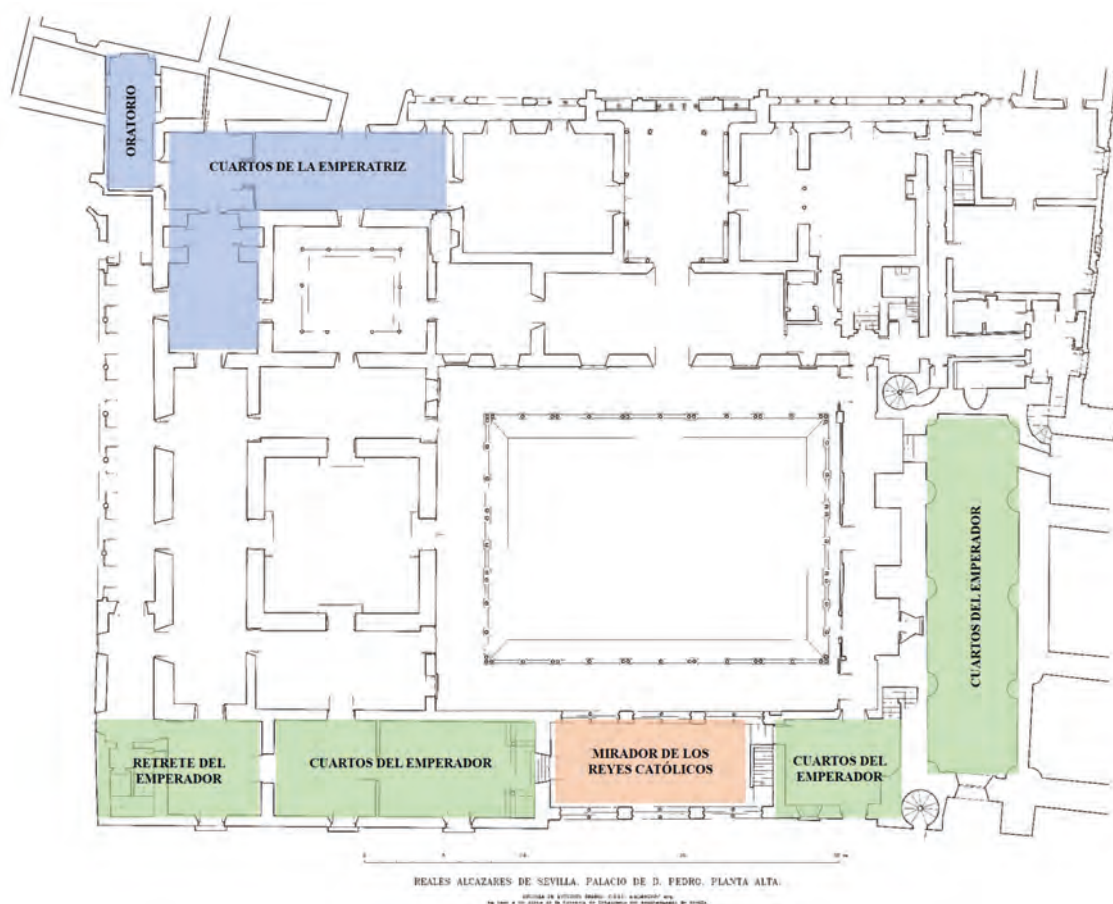 ORATORIO
CUARTOS DE LA EMPERATRIZ
CUARTOS DEL EMPERADOR
RETRETE DEL
EMPERADOR
CUARTOS DEL EMPERADOR
MIRADOR DE LOS
REYES CATÓLICOS
CUARTOS DEL
EMPERADOR
REALES ALCAZARES DE SEVILLA. PALACIO DE D. PEDRO. PLANTA ALTA.